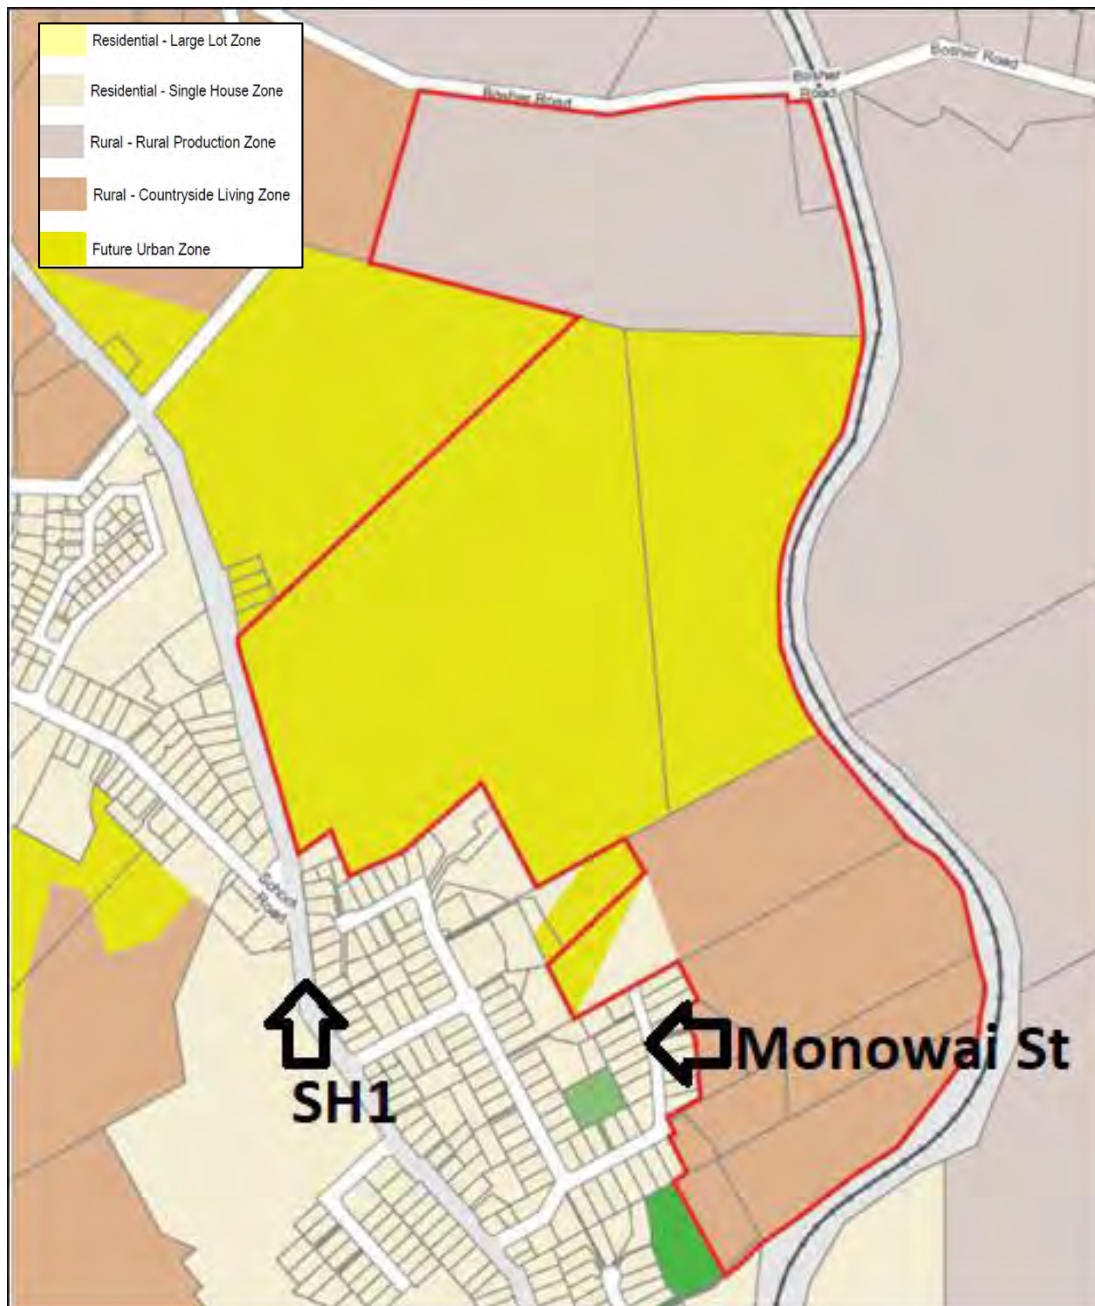 Residential - Large Lot Zone
Residential - Single House Zone
Rural - Rural Production Zone
Rural - Countryside Living Zone
Future Urban Zone
Bosher Road
Bosher
Road
Bosher Road
School
Road
SH1
Monowai St